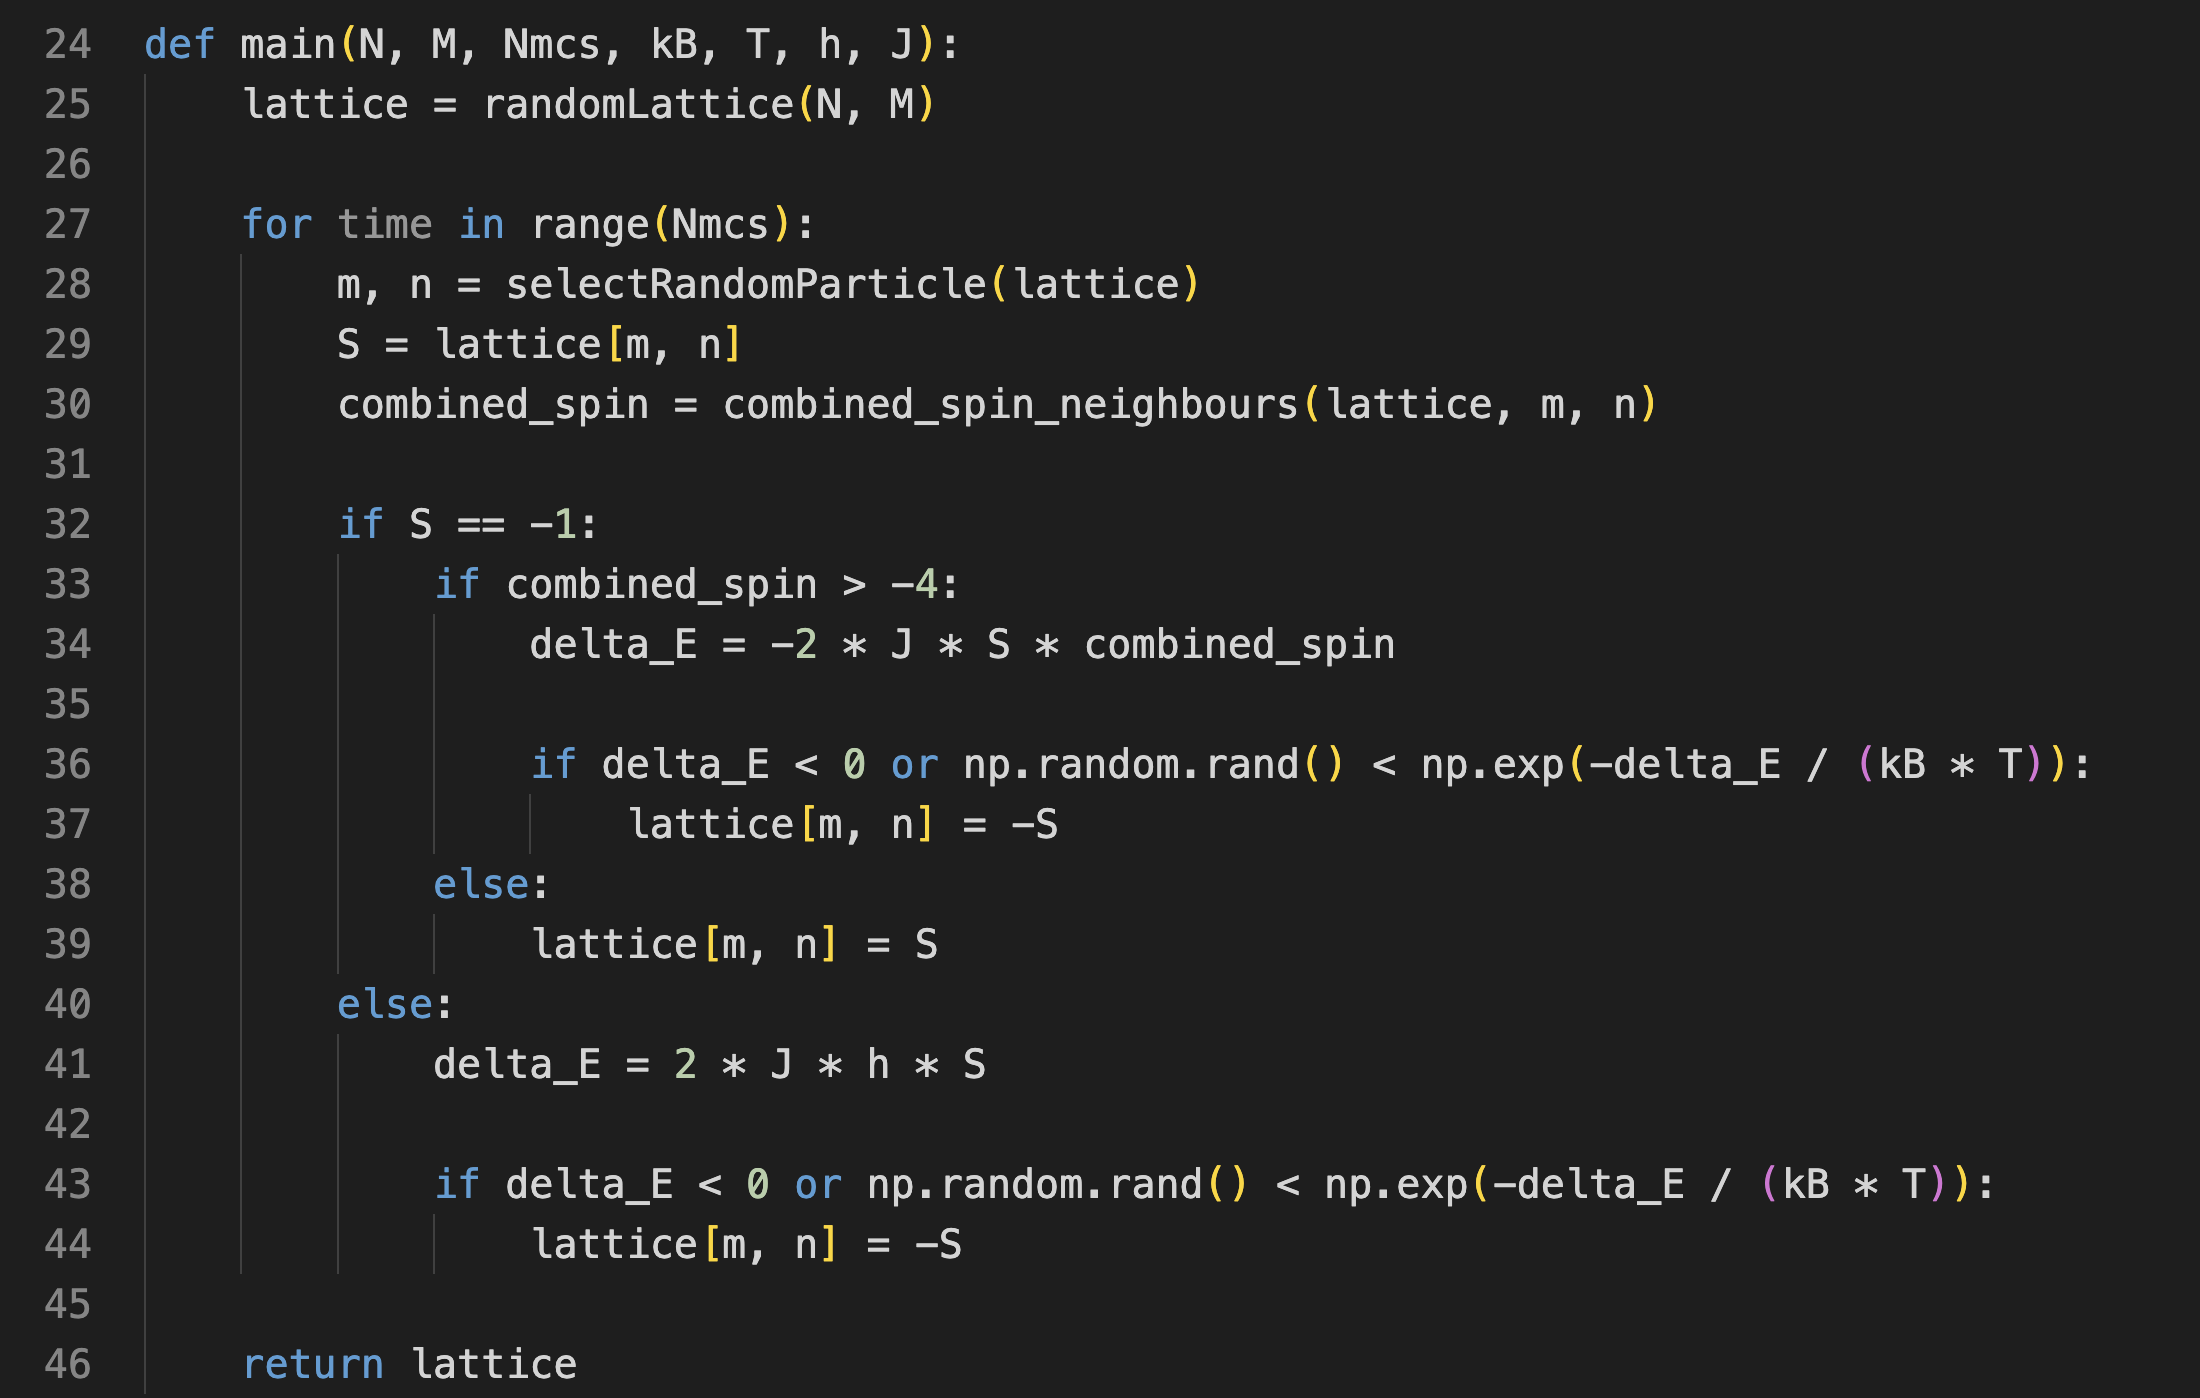 24 def main(N, M, Nmcs, kB, T, h, J):
25     lattice = randomLattice(N, M)
26
27     for time in range(Nmcs):
28         m, n = selectRandomParticle(lattice)
29         S = lattice[m, n]
30         combined_spin = combined_spin_neighbours(lattice, m, n)
31
32         if S == -1:
33             if combined_spin > -4:
34                 delta_E = -2 * J * S * combined_spin
35
36                 if delta_E < 0 or np.random.rand() < np.exp(-delta_E / (kB * T)):
37                     lattice[m, n] = -S
38             else:
39                 lattice[m, n] = S
40         else:
41             delta_E = 2 * J * h * S
42
43             if delta_E < 0 or np.random.rand() < np.exp(-delta_E / (kB * T)):
44                 lattice[m, n] = -S
45
46     return lattice